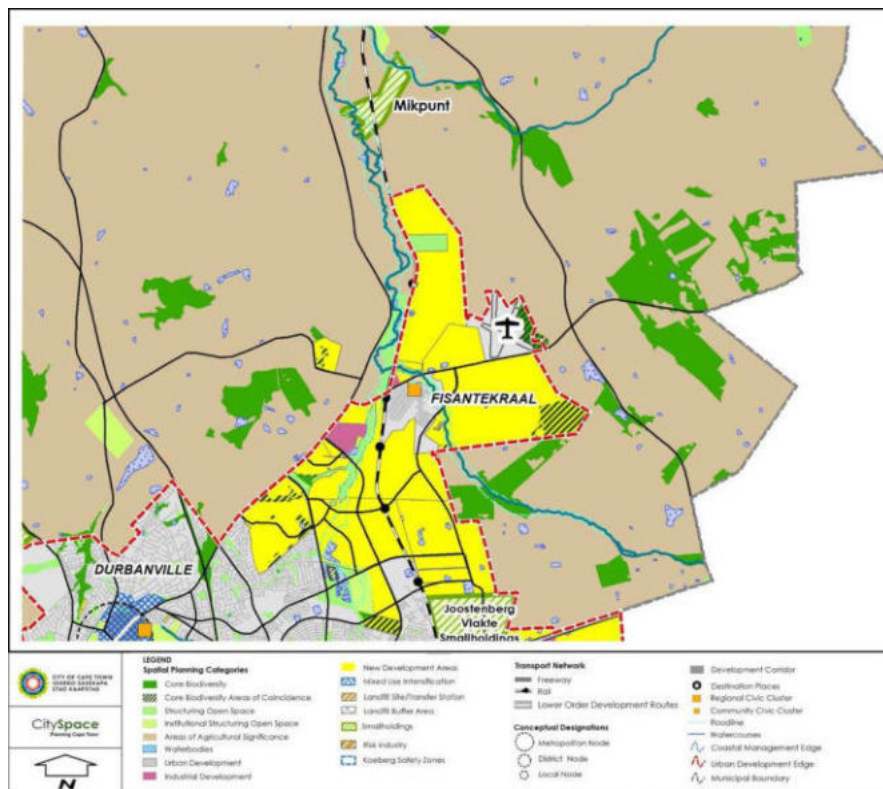 Mikpunt
FISANTEKRAAL
DURBANVILLE
Joostenberg
Vlakte
Smallholdings
CITY OF CAPE TOWN
ISIXEKO SASEKAPA
STAD KAAPSTAD
CitySpace
Planning Cape Town
N
LEGEND
Spatial Planning Categories
Core Biodiversity
Core Biodiversity Areas of Coincidence
Structuring Open Space
Institutional Structuring Open Space
Areas of Agricultural Significance
Waterbodies
Urban Development
Industrial Development
New Development Areas
Mixed Use Intensification
Landfill Site/Transfer Station
Landfill Buffer Area
Smallholdings
Risk Industry
Koeberg Safety Zones
Transport Network
Freeway
Rail
Lower Order Development Routes
Conceptual Designations
Metropolitan Node
District Node
Local Node
Development Corridor
Destination Places
Regional Civic Cluster
Community Civic Cluster
Floodline
Watercourses
Coastal Management Edge
Urban Development Edge
Municipal Boundary